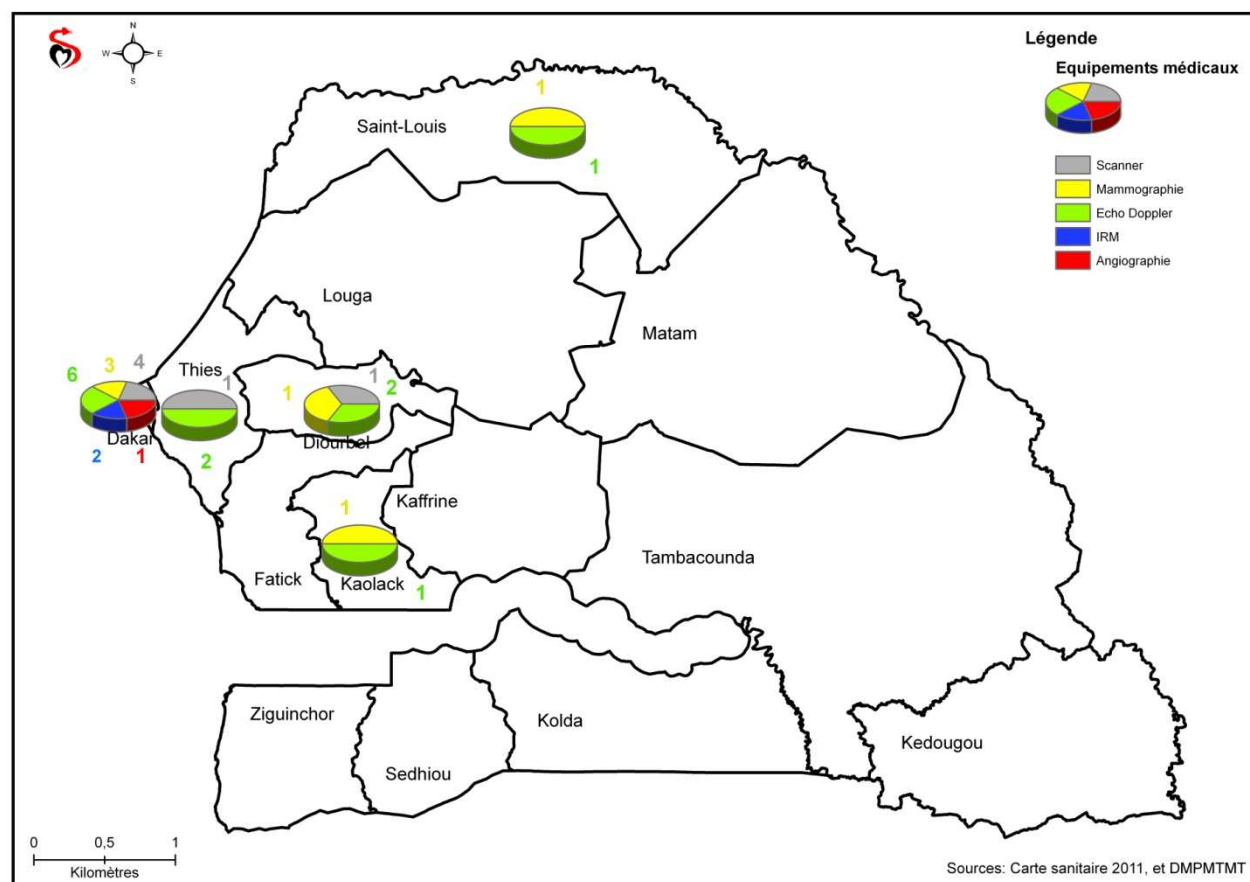 N
W E
S
Légende
Equipements médicaux
Scanner
Mammographie
Echo Doppler
IRM
Angiographie
1
Saint-Louis
1
Louga
Matam
Thies
6 3 4
1
1 1 2
Dakar
2 1
2
Diourbel
1
Kaffrine
Fatick
Kaolack
1
Tambacounda
Ziguinchor
Sedhiou
Kolda
Kedougou
0 0,5 1
Kilomètres
Sources: Carte sanitaire 2011, et DMPMTMT